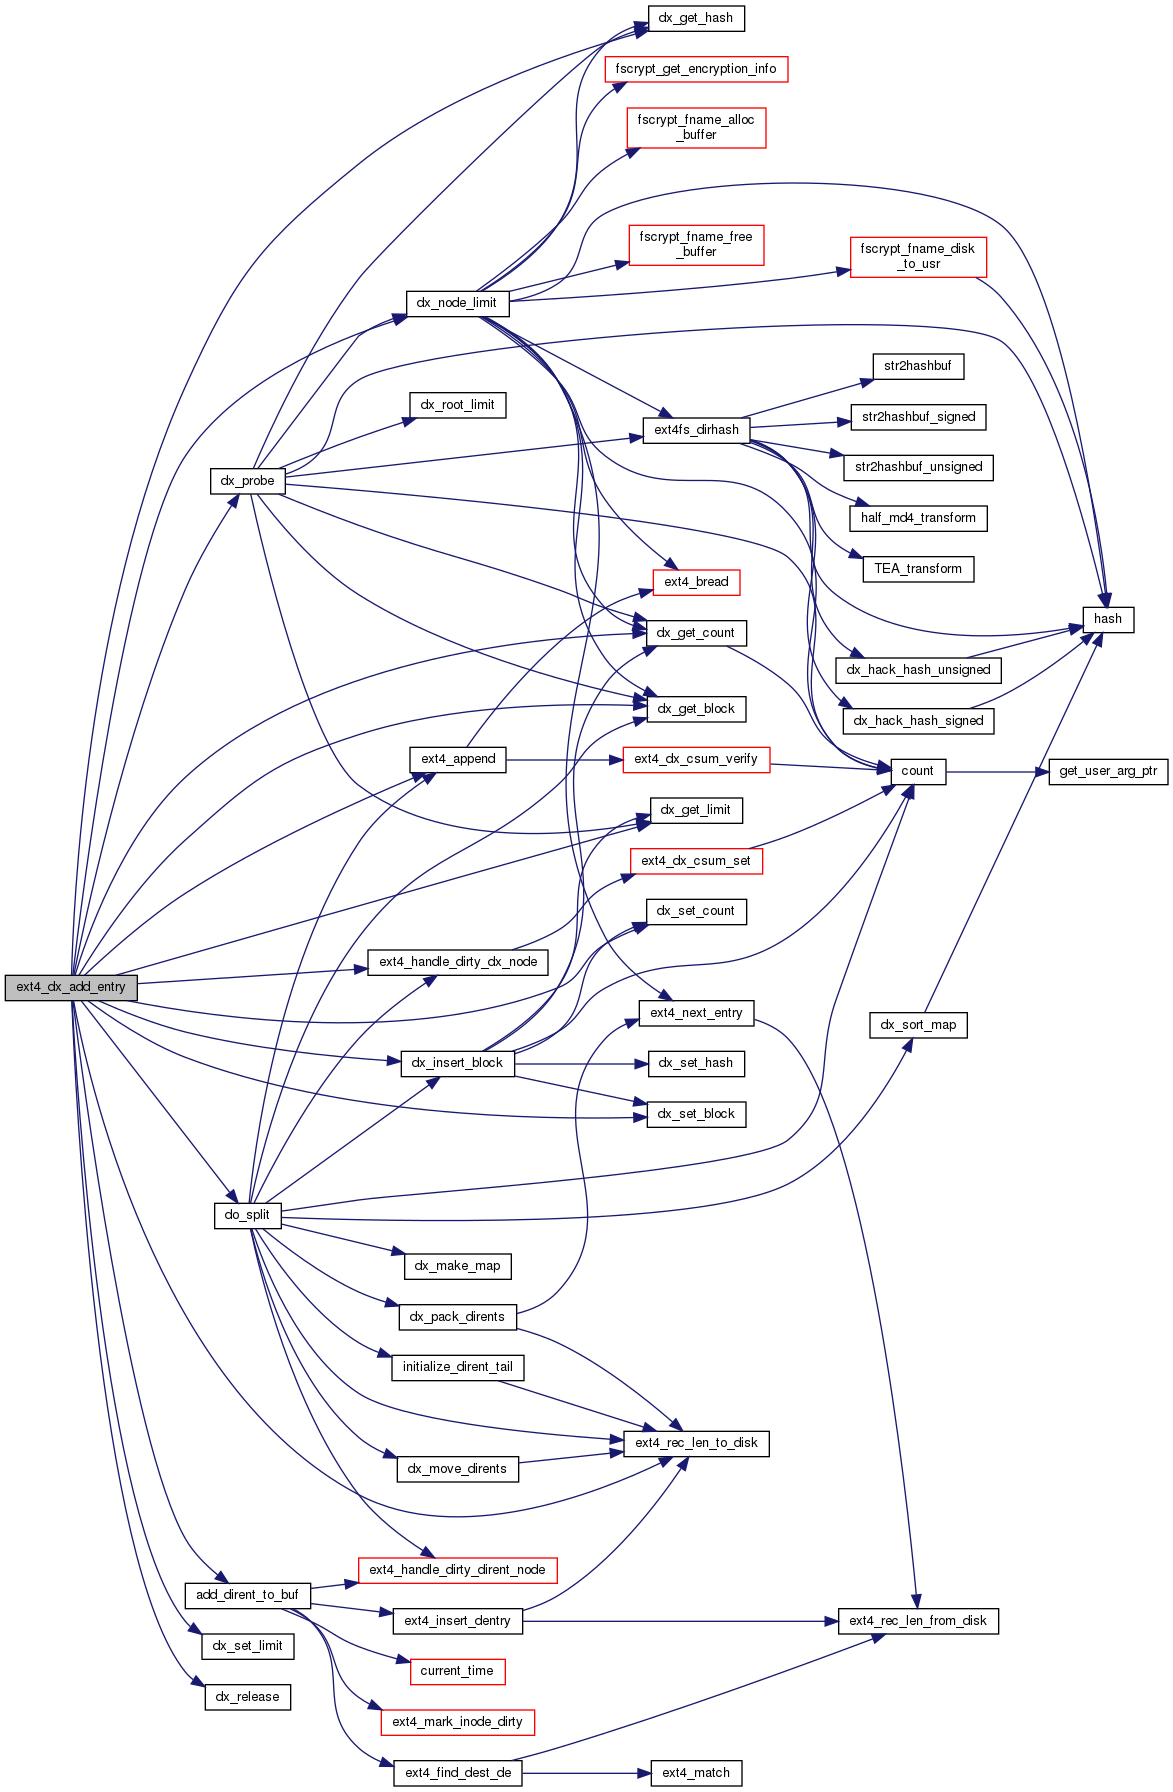 dx_get_hash
fscrypt_get_encryption_info
fscrypt_fname_alloc
_buffer
fscrypt_fname_free
_buffer
fscrypt_fname_disk
_to_usr
dx_node_limit
str2hashbuf
dx_root_limit
str2hashbuf_signed
ext4fs_dirhash
str2hashbuf_unsigned
dx_probe
half_md4_transform
TEA_transform
ext4_bread
hash
dx_get_count
dx_hack_hash_unsigned
dx_get_block
dx_hack_hash_signed
ext4_append
ext4_dx_csum_verify
count
get_user_arg_ptr
dx_get_limit
ext4_dx_csum_set
dx_set_count
ext4_handle_dirty_dx_node
ext4_dx_add_entry
ext4_next_entry
dx_sort_map
dx_insert_block
dx_set_hash
dx_set_block
do_split
dx_make_map
dx_pack_dirents
initialize_dirent_tail
ext4_rec_len_to_disk
dx_move_dirents
ext4_handle_dirty_dirent_node
add_dirent_to_buf
ext4_insert_dentry
ext4_rec_len_from_disk
dx_set_limit
current_time
dx_release
ext4_mark_inode_dirty
ext4_find_dest_de
ext4_match